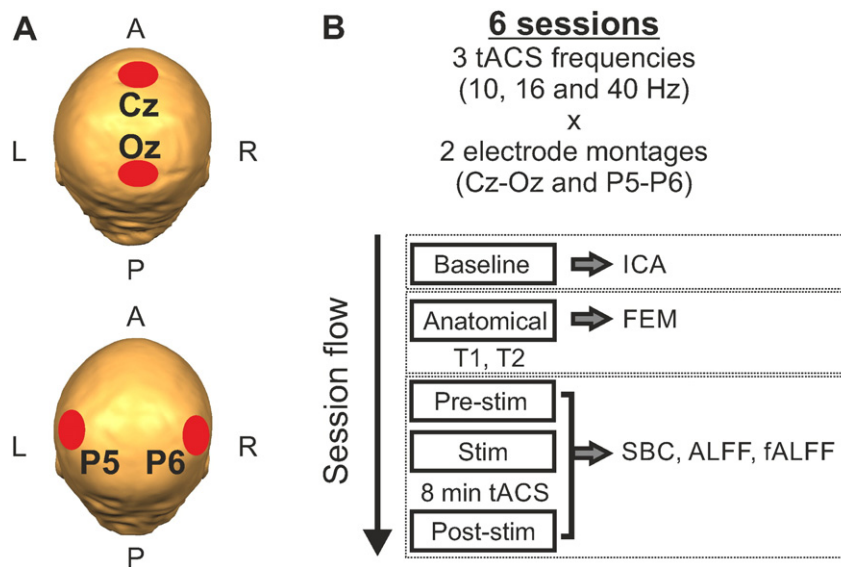 A
A
Cz
Oz
L
R
P
A
L
R
P5
P6
P
B
6 sessions
3 tACS frequencies
(10, 16 and 40 Hz)
x
2 electrode montages
(Cz-Oz and P5-P6)
Session flow
Baseline
ICA
Anatomical
FEM
T1, T2
Pre-stim
Stim
SBC, ALFF, fALFF
8 min tACS
Post-stim